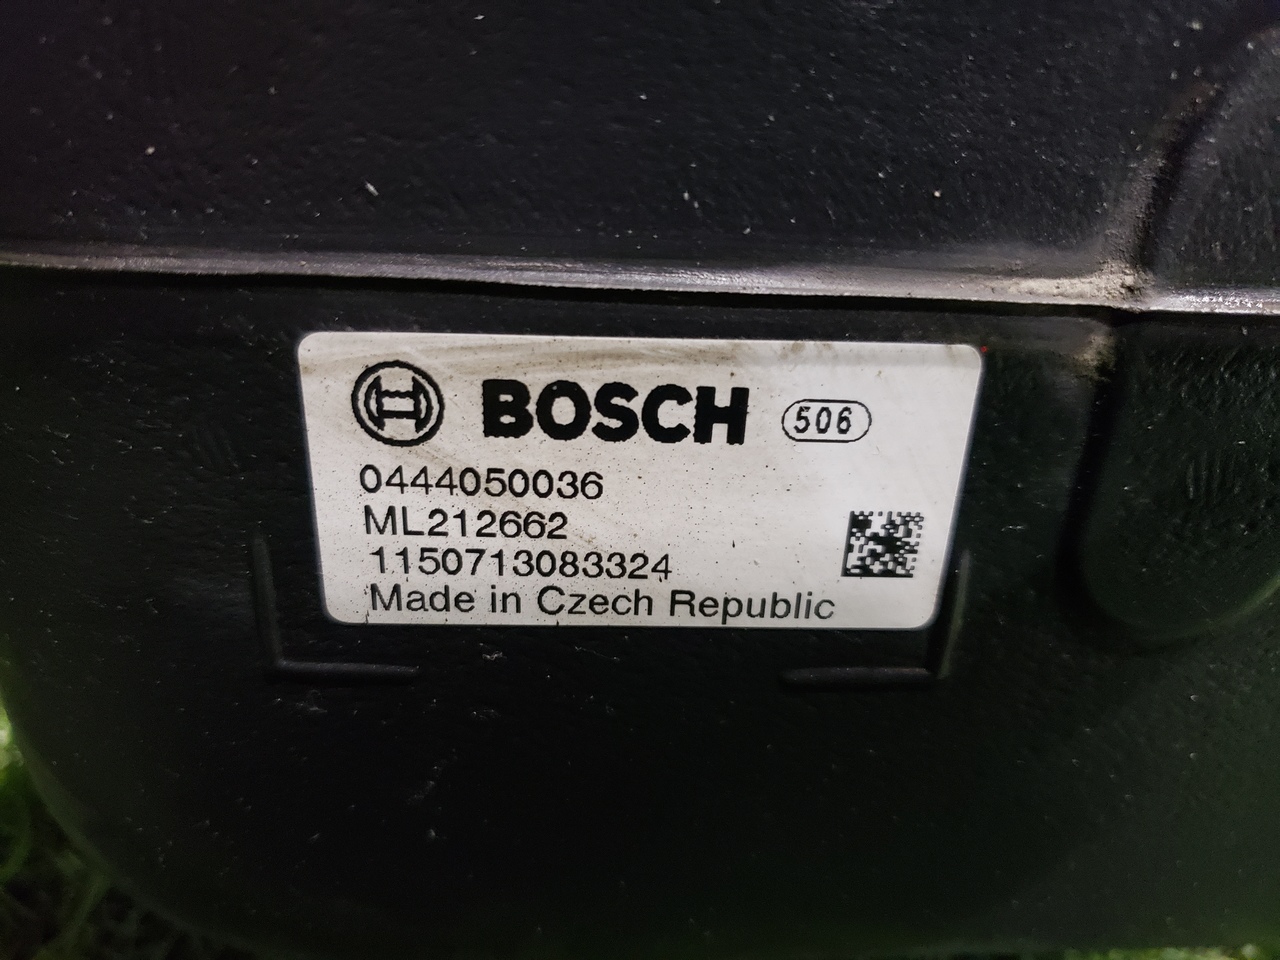 BOSCH 506
0444050036
ML212662
1150713083324
Made in Czech Republic